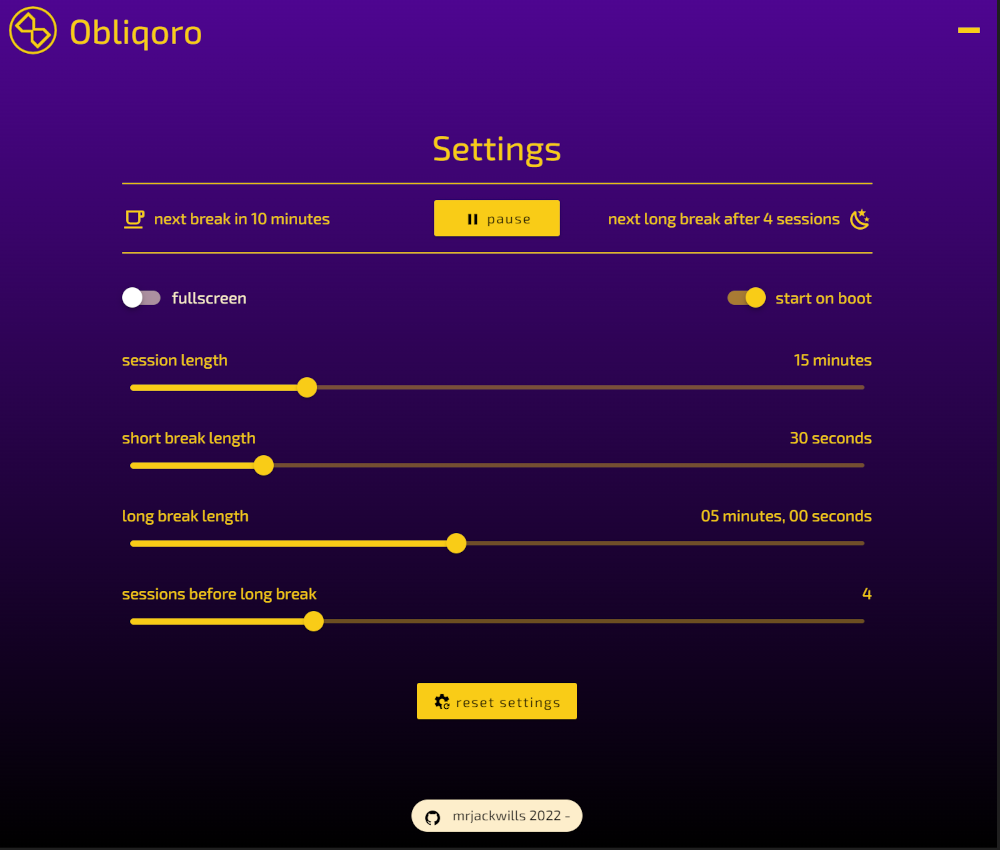 Obliqoro
Settings
next break in 10 minutes
pause
next long break after 4 sessions
fullscreen
start on boot
session length
15 minutes
short break length
30 seconds
long break length
05 minutes, 00 seconds
sessions before long break
4
reset settings
mrjackwills 2022 -